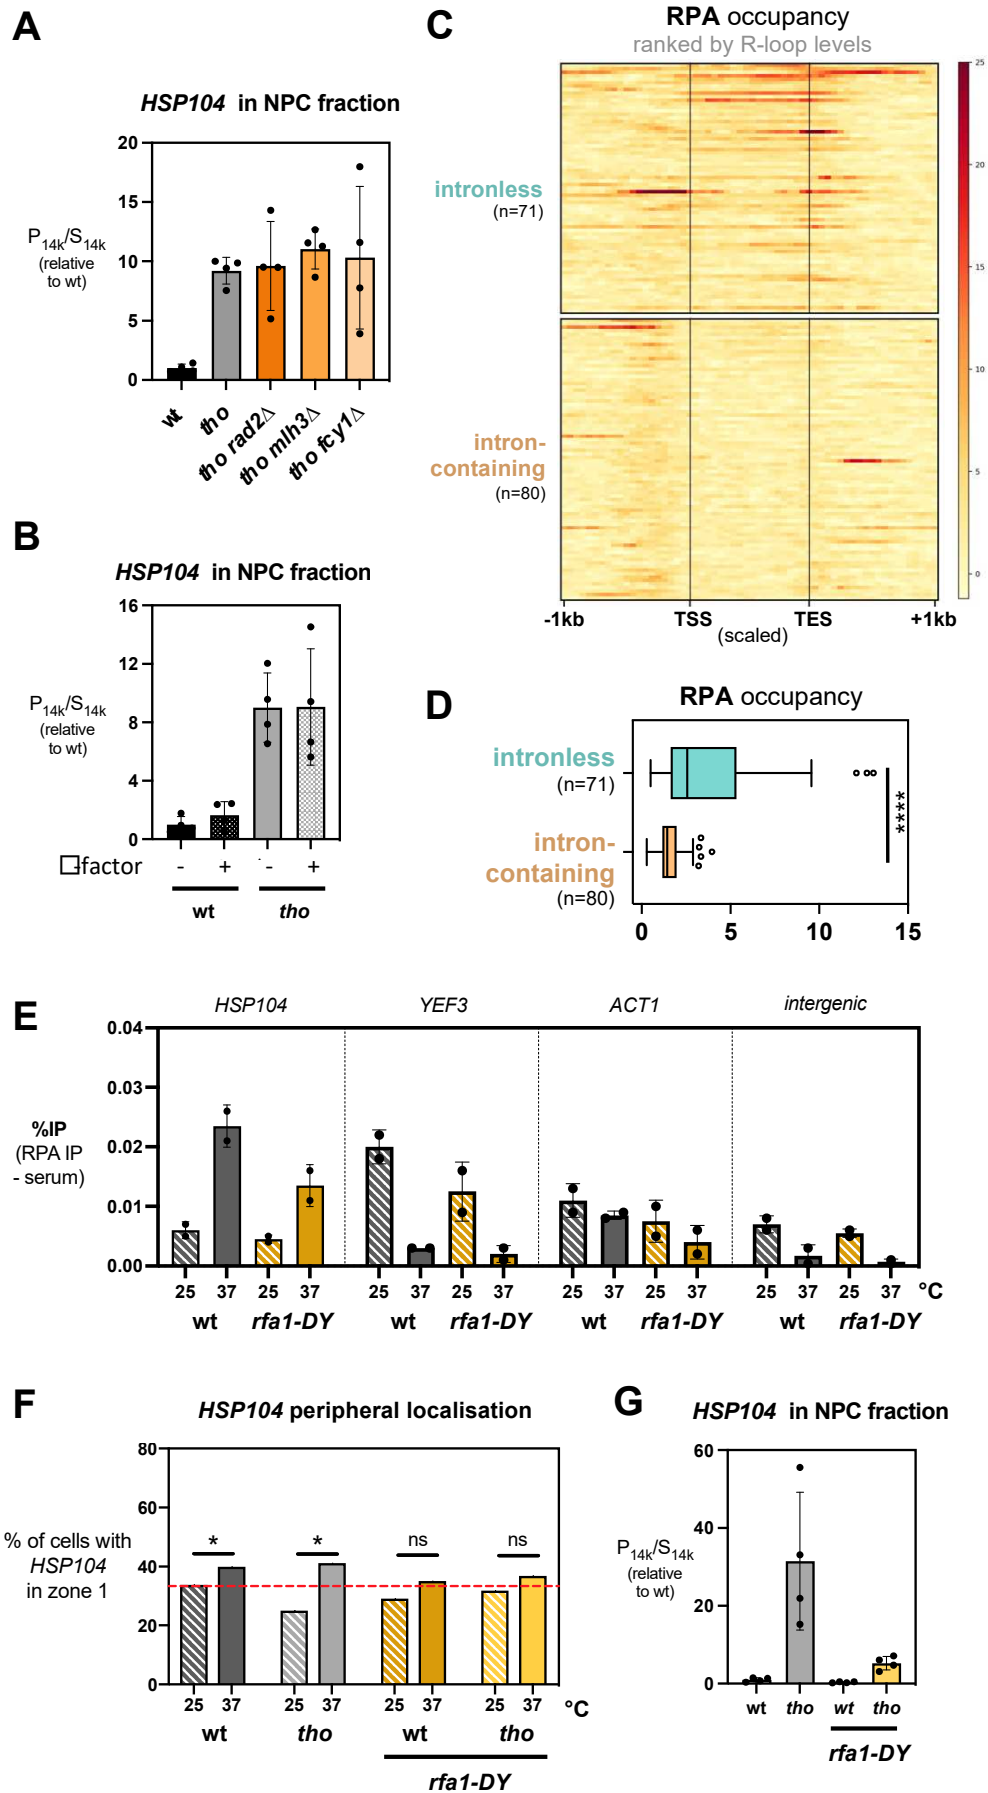 A
HSP104 in NPC fraction
20
15
10
5
0
P14k/S14k
(relative
to wt)
wt
tho
tho rad2Δ
tho mlh3Δ
tho fcy1Δ
B
HSP104 in NPC fraction
16
12
8
4
0
P14k/S14k
(relative
to wt)
□-factor
- + - +
wt tho
C
RPA occupancy
ranked by R-loop levels
intronless
(n=71)
intron-
containing
(n=80)
25
20
15
10
5
0
-1kb TSS TES +1kb
(scaled)
D
RPA occupancy
intronless
(n=71)
intron-
containing
(n=80)
****
0 5 10 15
E
HSP104 YEF3 ACT1 intergenic
0.04
0.03
0.02
0.01
0.00
%IP
(RPA IP
- serum)
25 37 25 37 25 37 25 37 25 37 25 37 25 37 25 37 °C
wt rfa1-DY wt rfa1-DY wt rfa1-DY wt rfa1-DY
F
HSP104 peripheral localisation
80
60
40
20
0
% of cells with
HSP104
in zone 1
* * ns ns
25 37 25 37 25 37 25 37 °C
wt tho wt tho
rfa1-DY
G
HSP104 in NPC fraction
60
40
20
0
P14k/S14k
(relative
to wt)
wt tho wt tho
rfa1-DY